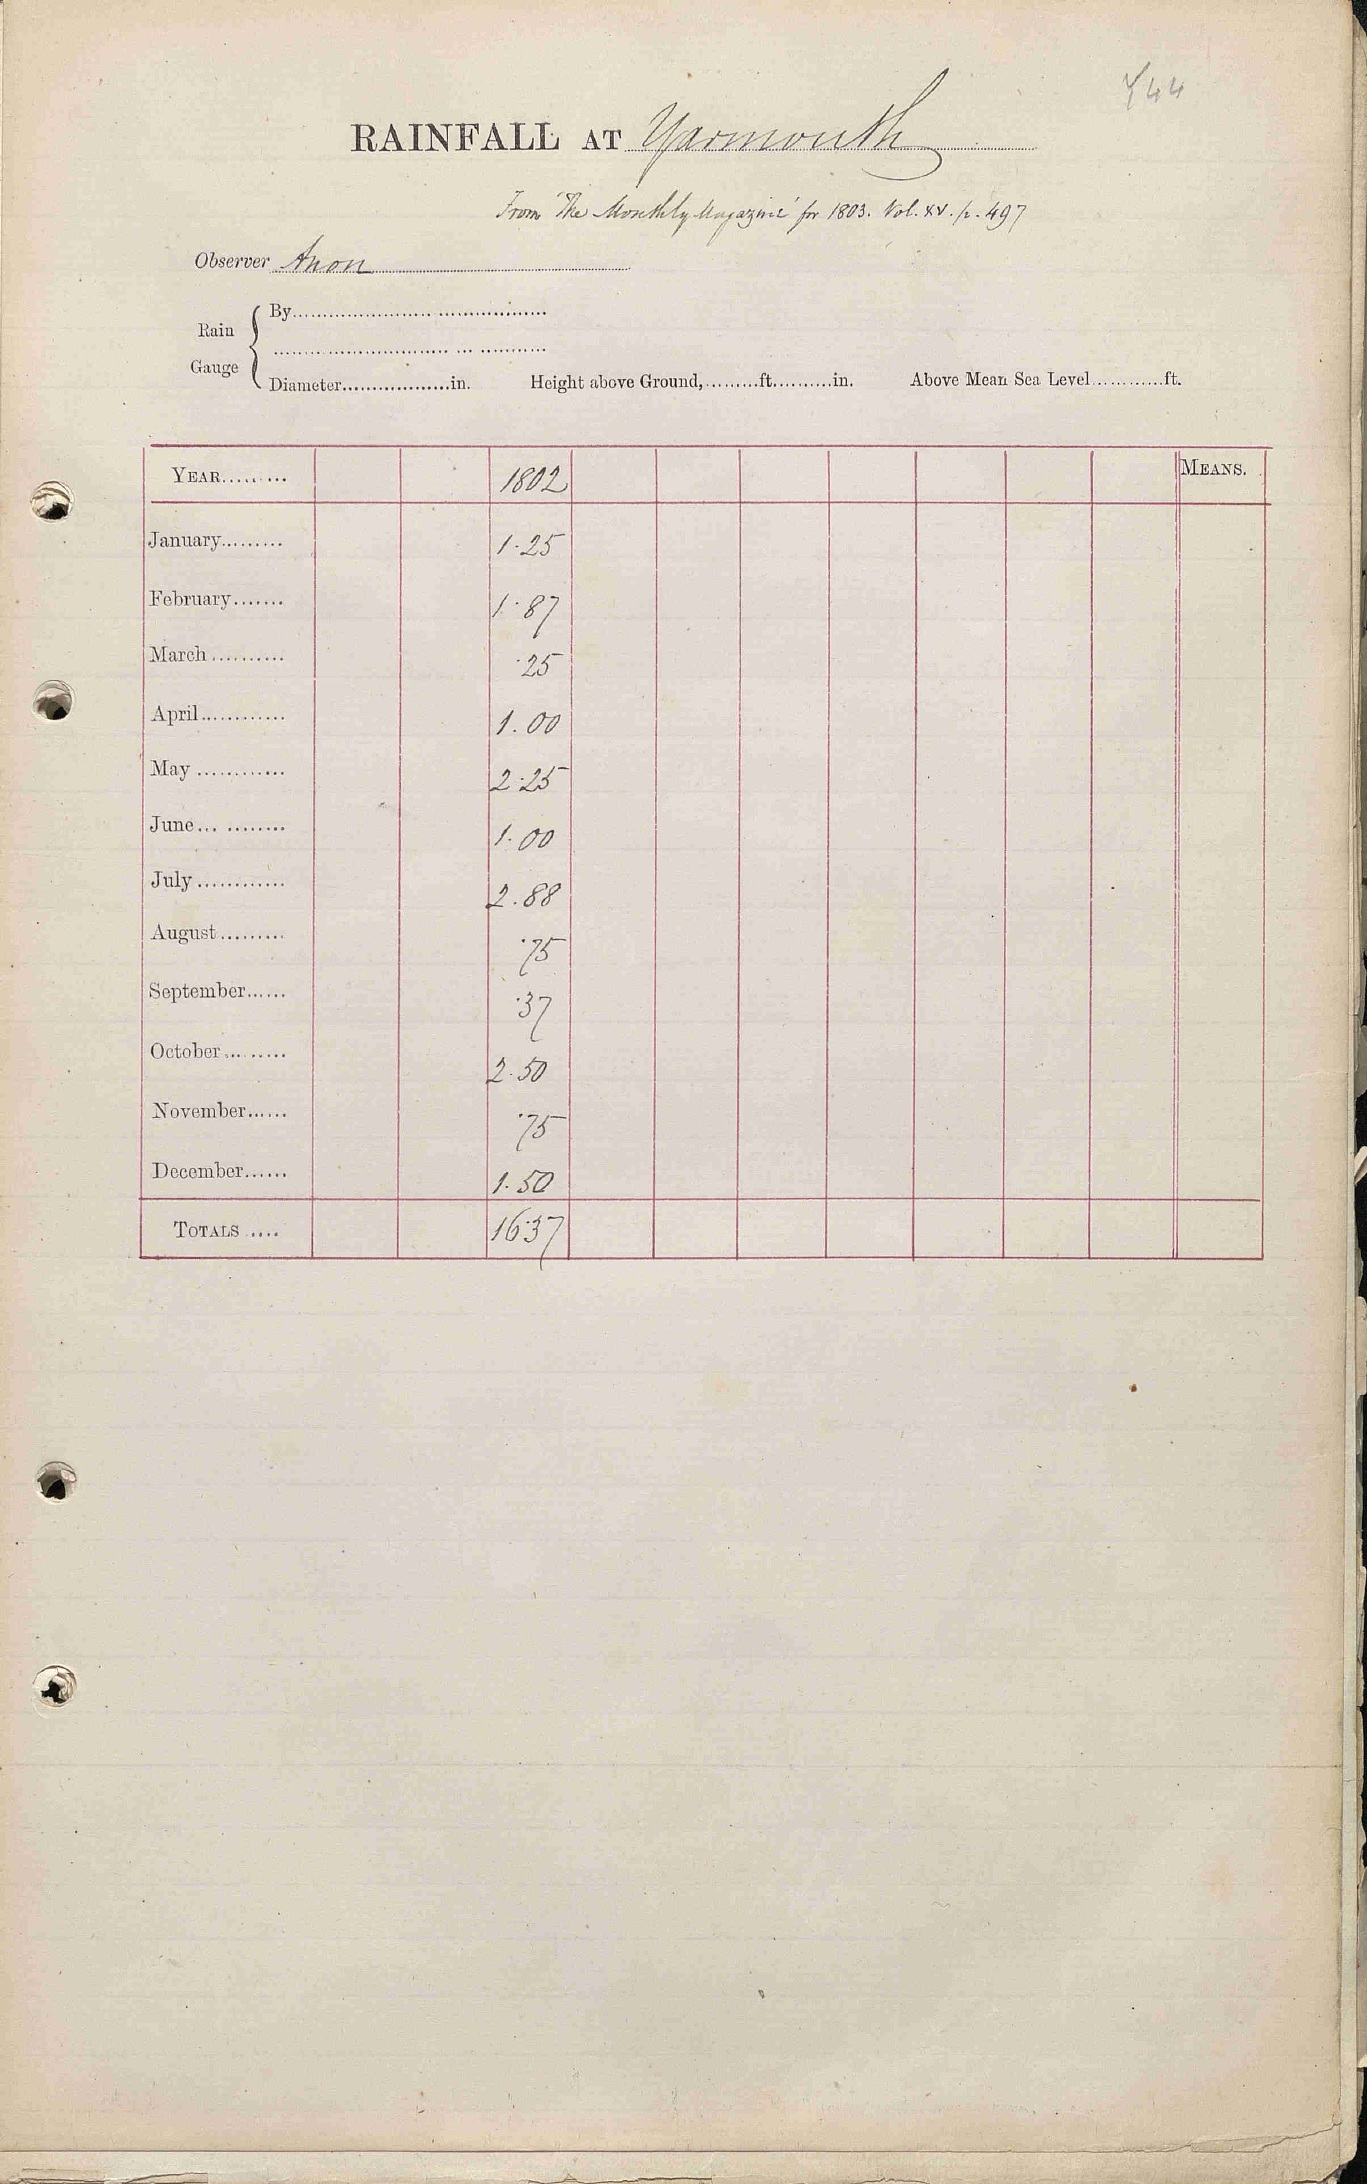 Y44
RAINFALL AT Yarmouth
From 'The Monthly Magazine' for 1803. Vol. XV. p. 497
Observer Anon
Rain Gauge
By
Diameter in. Height above Ground, ft. in. Above Mean Sea Level ft.
YEAR 1802 MEANS.
January 1.25
February 1.87
March .25
April 1.00
May 2.25
June 1.00
July 2.88
August .75
September .37
October 2.50
November .75
December 1.50
TOTALS 16.37